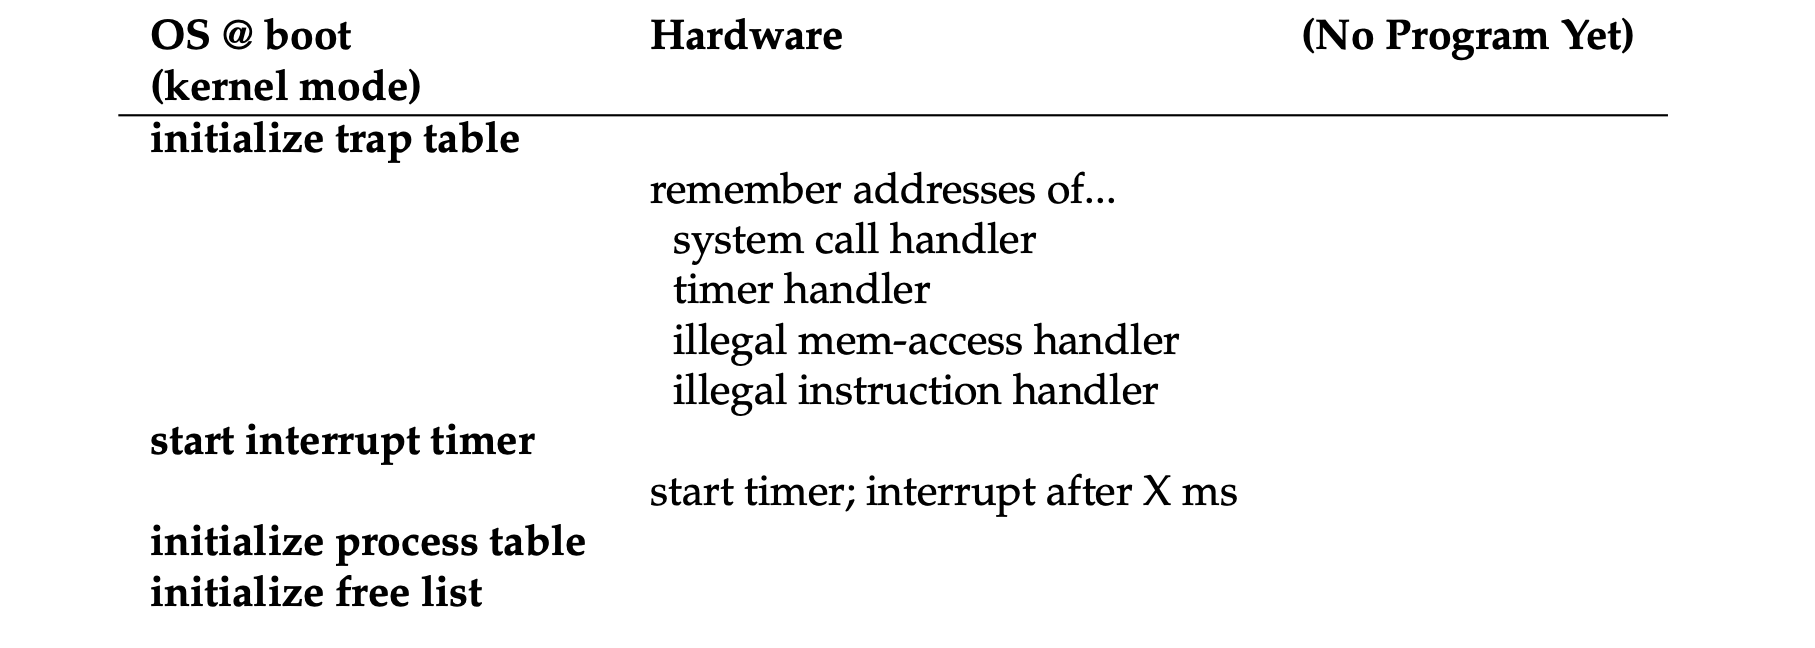 OS @ boot Hardware (No Program Yet)
(kernel mode)
initialize trap table
remember addresses of...
system call handler
timer handler
illegal mem-access handler
illegal instruction handler
start interrupt timer
start timer; interrupt after X ms
initialize process table
initialize free list